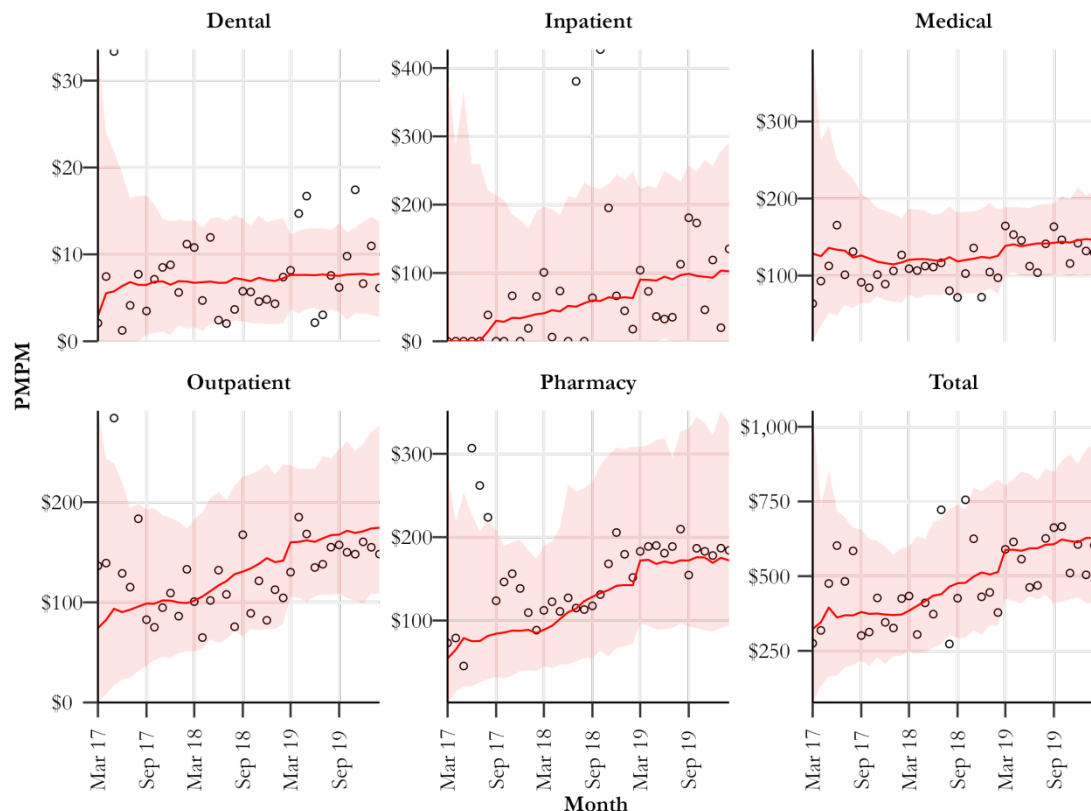 Dental
Inpatient
Medical
$30
$20
$10
$0
$400
$300
$200
$100
$0
$300
$200
$100
PMPM
Outpatient
Pharmacy
Total
$200
$100
$0
$300
$200
$100
$1,000
$750
$500
$250
Mar 17
Sep 17
Mar 18
Sep 18
Mar 19
Sep 19
Mar 17
Sep 17
Mar 18
Sep 18
Mar 19
Sep 19
Mar 17
Sep 17
Mar 18
Sep 18
Mar 19
Sep 19
Month